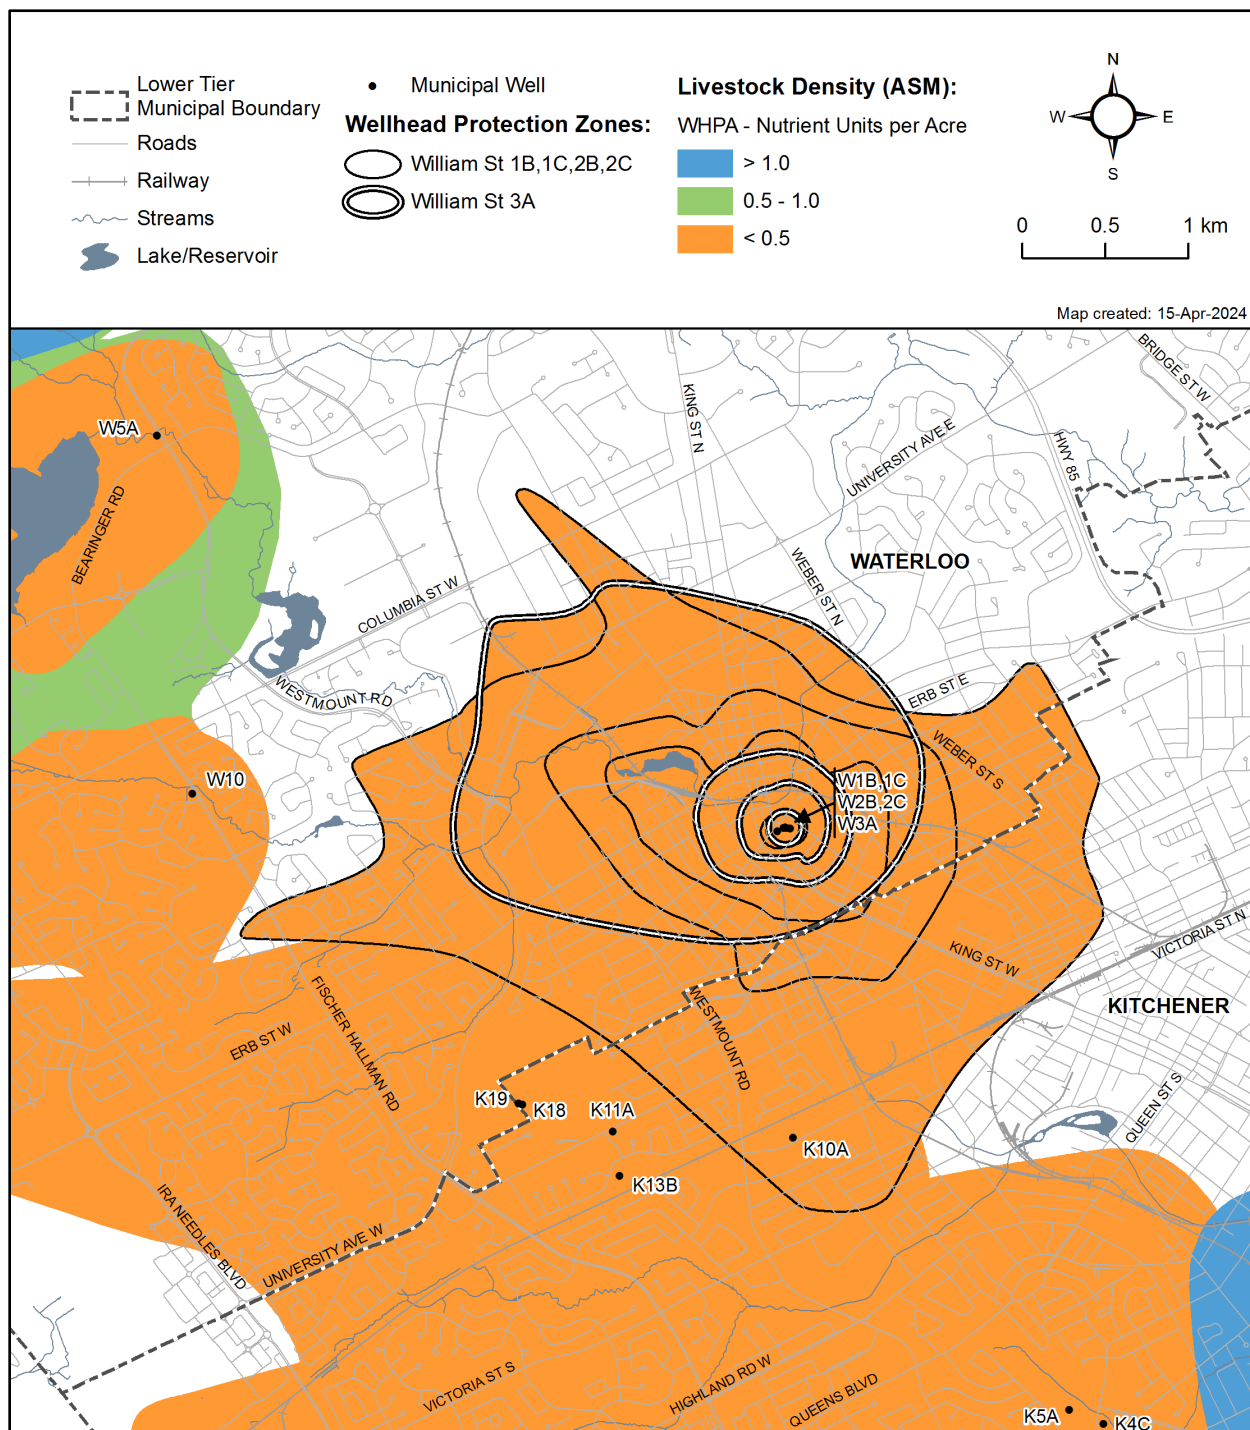 Lower Tier
Municipal Boundary
Roads
Railway
Streams
Lake/Reservoir
Municipal Well
Wellhead Protection Zones:
William St 1B,1C,2B,2C
William St 3A
Livestock Density (ASM):
WHPA - Nutrient Units per Acre
> 1.0
0.5 - 1.0
< 0.5
N
W
E
S
0 0.5 1 km
Map created: 15-Apr-2024
BRIDGE ST W
KING ST N
W5A
UNIVERSITY AVE E
HWY 85
BEARINGER RD
WATERLOO
WEBER ST N
COLUMBIA ST W
WESTMOUNT RD
ERB ST E
WEBER ST S
W10
W1B,1C
W2B,2C
W3A
VICTORIA ST N
KING ST W
KITCHENER
FISCHER HALLMAN RD
ERB ST W
WESTMOUNT RD
K19
K18
K11A
QUEEN ST S
K10A
K13B
IRA NEEDLES BLVD
UNIVERSITY AVE W
VICTORIA ST S
HIGHLAND RD W
QUEENS BLVD
K5A
K4C